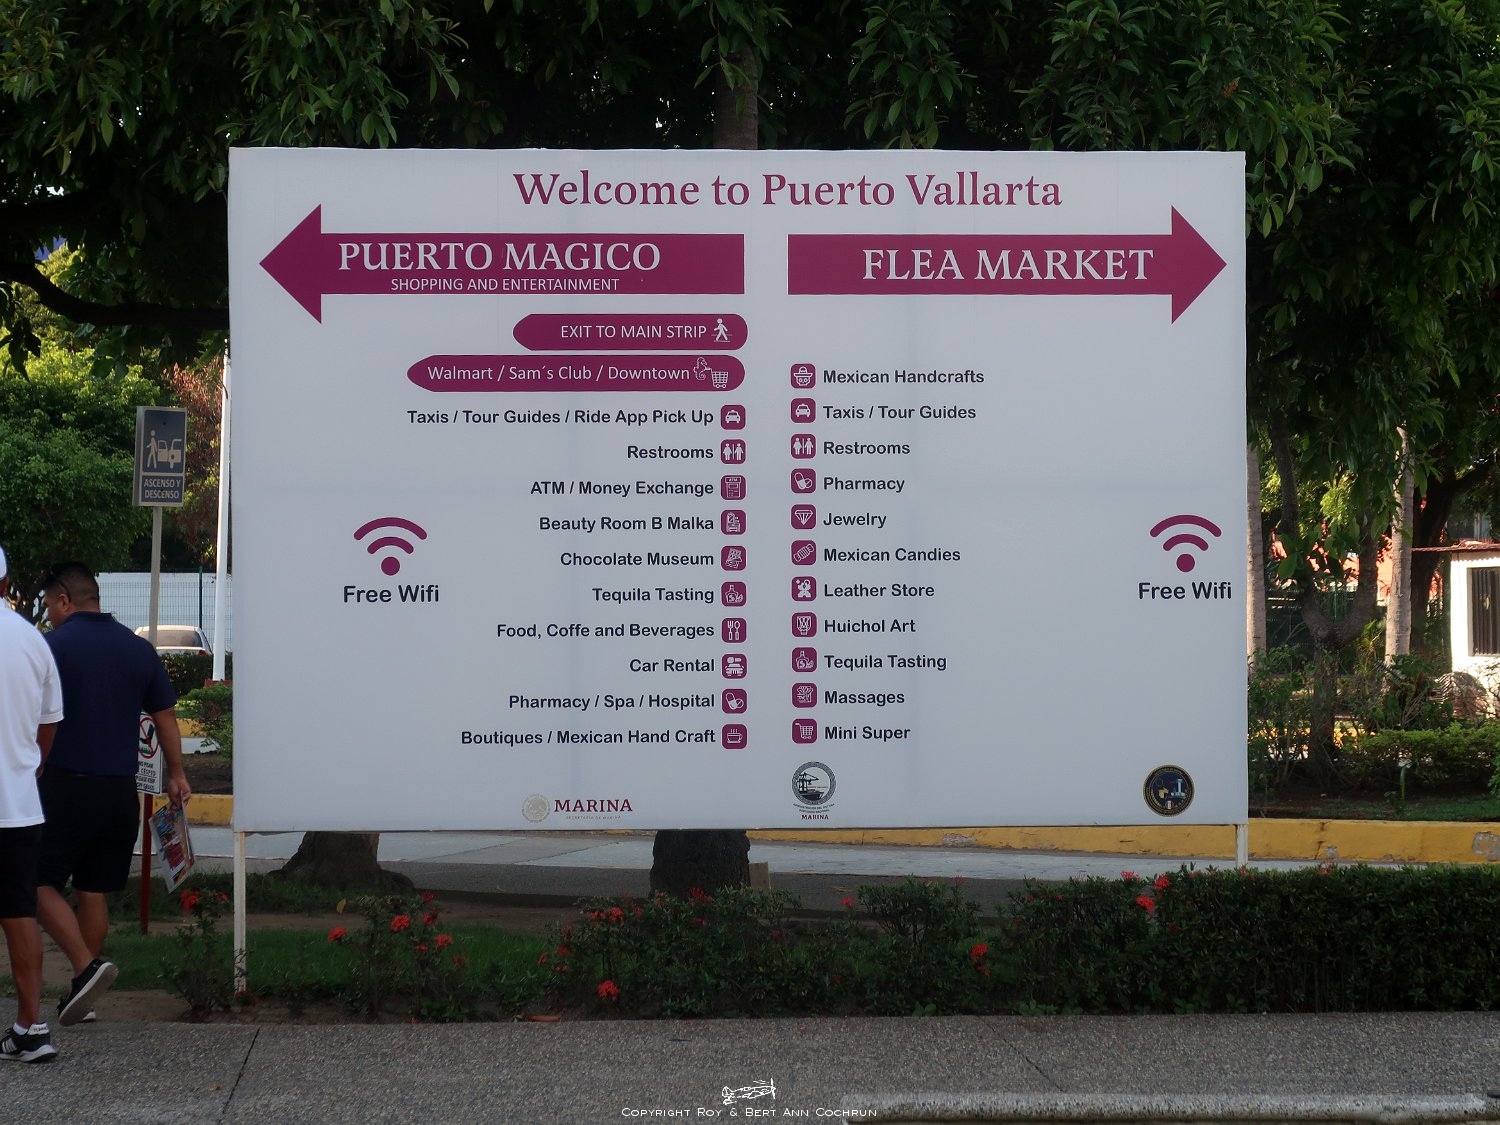 Welcome to Puerto Vallarta
PUERTO MAGICO
SHOPPING AND ENTERTAINMENT
EXIT TO MAIN STRIP
Walmart / Sam´s Club / Downtown
Taxis / Tour Guides / Ride App Pick Up
Restrooms
ATM / Money Exchange
Beauty Room B Malka
Chocolate Museum
Tequila Tasting
Food, Coffe and Beverages
Car Rental
Pharmacy / Spa / Hospital
Boutiques / Mexican Hand Craft
Free Wifi
MARINA
SECRETARÍA DE MARINA
FLEA MARKET
Mexican Handcrafts
Taxis / Tour Guides
Restrooms
Pharmacy
Jewelry
Mexican Candies
Leather Store
Huichol Art
Tequila Tasting
Massages
Mini Super
Free Wifi
MARINA
ASCENSO Y
DESCENSO
Copyright Roy & Bert Ann Cochrun